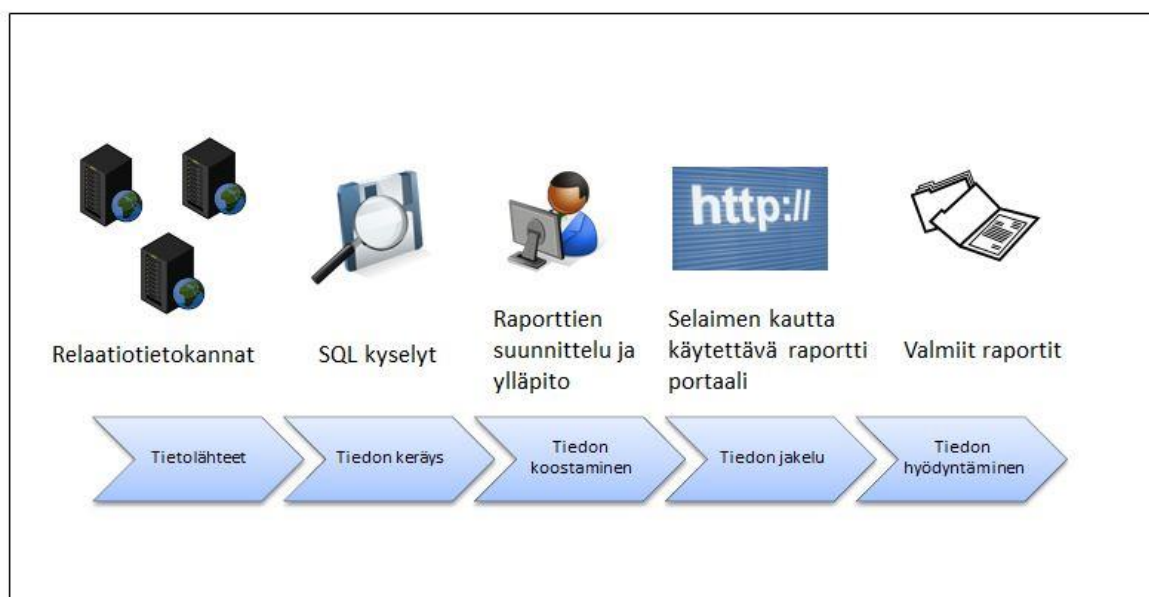 http://
Relaatiotietokannat
SQL kyselyt
Raporttien
suunnittelu ja
ylläpito
Selaimen kautta
käytettävä raportti
portaali
Valmiit raportit
Tietolähteet
Tiedon keräys
Tiedon
koostaminen
Tiedon jakelu
Tiedon
hyödyntäminen